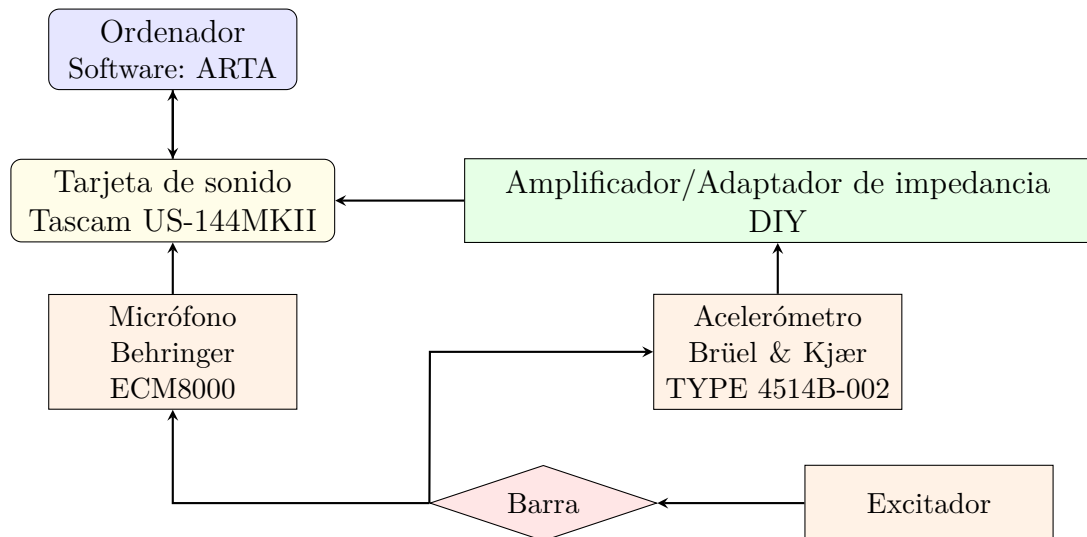 Ordenador
Software: ARTA
Tarjeta de sonido
Tascam US-144MKII
Amplificador/Adaptador de impedancia
DIY
Micrófono
Behringer
ECM8000
Acelerómetro
Brüel & Kjær
TYPE 4514B-002
Barra
Excitador